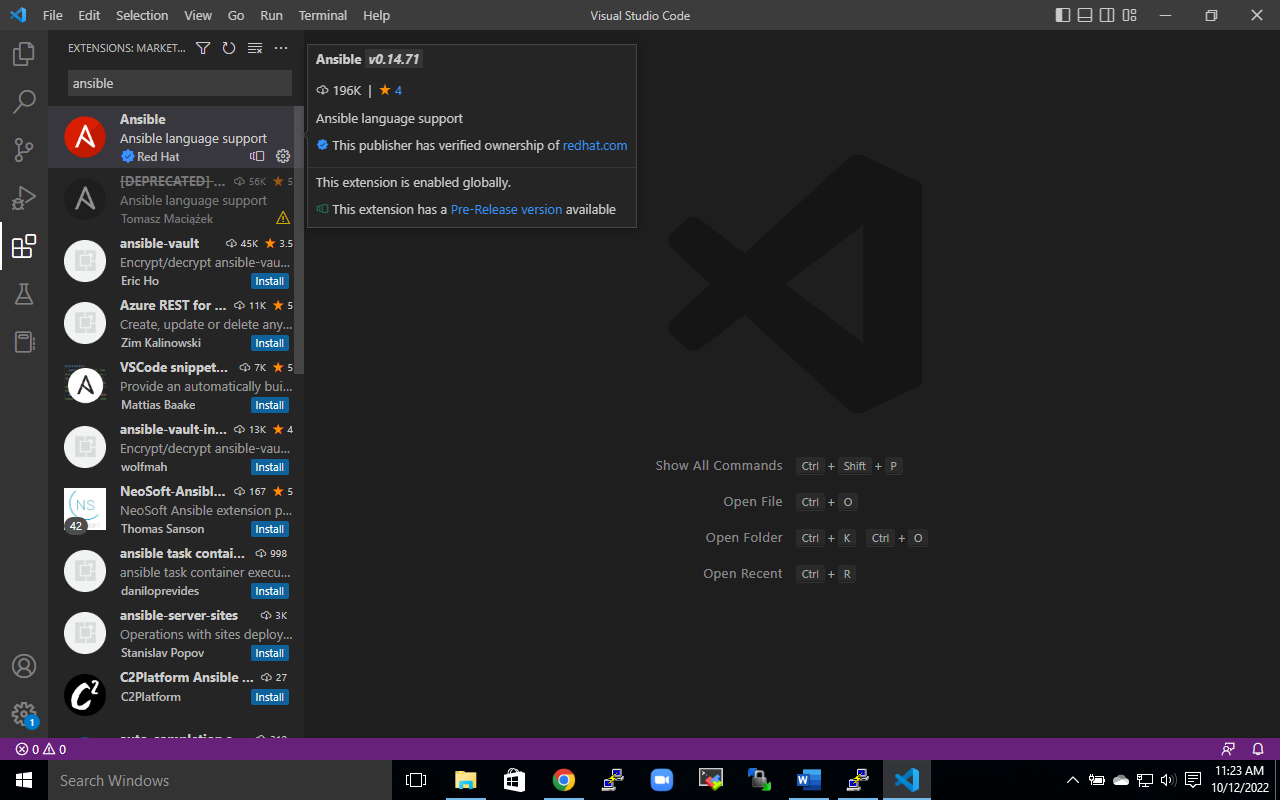 File Edit Selection View Go Run Terminal Help
Visual Studio Code
EXTENSIONS: MARKET...
ansible
Ansible
Ansible language support
Red Hat
[DEPRECATED] ... 56K 5
Ansible language support
Tomasz Maciążek
ansible-vault 45K 3.5
Encrypt/decrypt ansible-vau...
Eric Ho Install
Azure REST for ... 11K 5
Create, update or delete any...
Zim Kalinowski Install
VSCode snippet... 7K 5
Provide an automatically bui...
Mattias Baake Install
ansible-vault-in... 13K 4
Encrypt/decrypt ansible-vau...
wolfmah Install
NeoSoft-Ansibl... 167 5
NS
NeoSoft Ansible extension p...
42
Thomas Sanson Install
ansible task contai... 998
ansible task container execu...
daniloprevides Install
ansible-server-sites 3K
Operations with sites deploy...
Stanislav Popov Install
C2Platform Ansible ... 27
C2
C2Platform Install
Ansible v0.14.71
196K | 4
Ansible language support
This publisher has verified ownership of redhat.com
This extension is enabled globally.
This extension has a Pre-Release version available
Show All Commands Ctrl + Shift + P
Open File Ctrl + O
Open Folder Ctrl + K Ctrl + O
Open Recent Ctrl + R
1
0 0
Search Windows
11:23 AM
10/12/2022